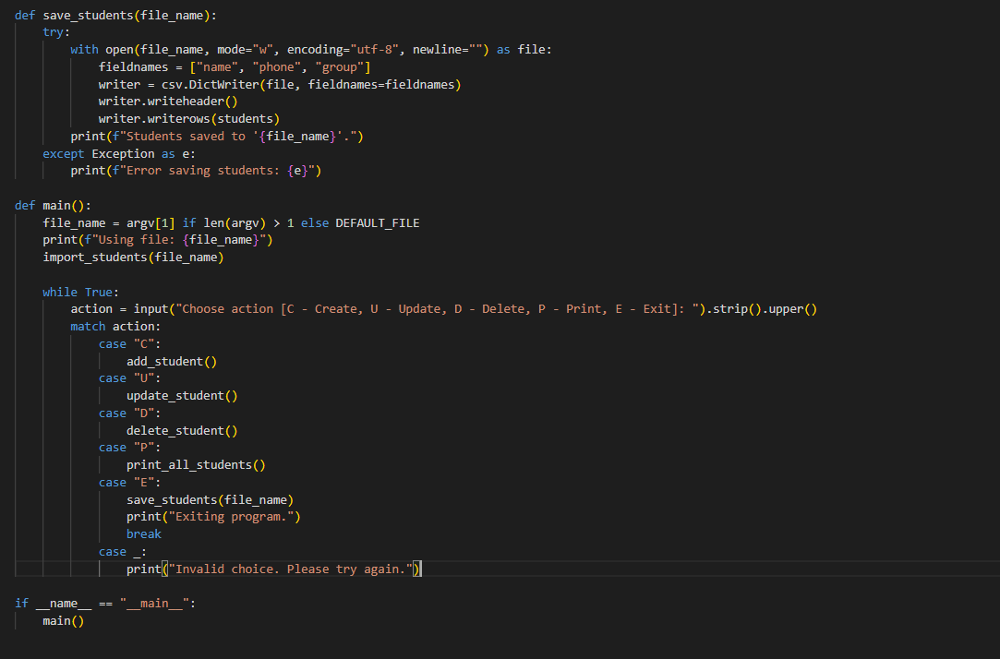 def save_students(file_name):
    try:
        with open(file_name, mode="w", encoding="utf-8", newline="") as file:
            fieldnames = ["name", "phone", "group"]
            writer = csv.DictWriter(file, fieldnames=fieldnames)
            writer.writeheader()
            writer.writerows(students)
        print(f"Students saved to '{file_name}'.")
    except Exception as e:
        print(f"Error saving students: {e}")

def main():
    file_name = argv[1] if len(argv) > 1 else DEFAULT_FILE
    print(f"Using file: {file_name}")
    import_students(file_name)

    while True:
        action = input("Choose action [C - Create, U - Update, D - Delete, P - Print, E - Exit]: ").strip().upper()
        match action:
            case "C":
                add_student()
            case "U":
                update_student()
            case "D":
                delete_student()
            case "P":
                print_all_students()
            case "E":
                save_students(file_name)
                print("Exiting program.")
                break
            case _:
                print("Invalid choice. Please try again.")

if __name__ == "__main__":
    main()